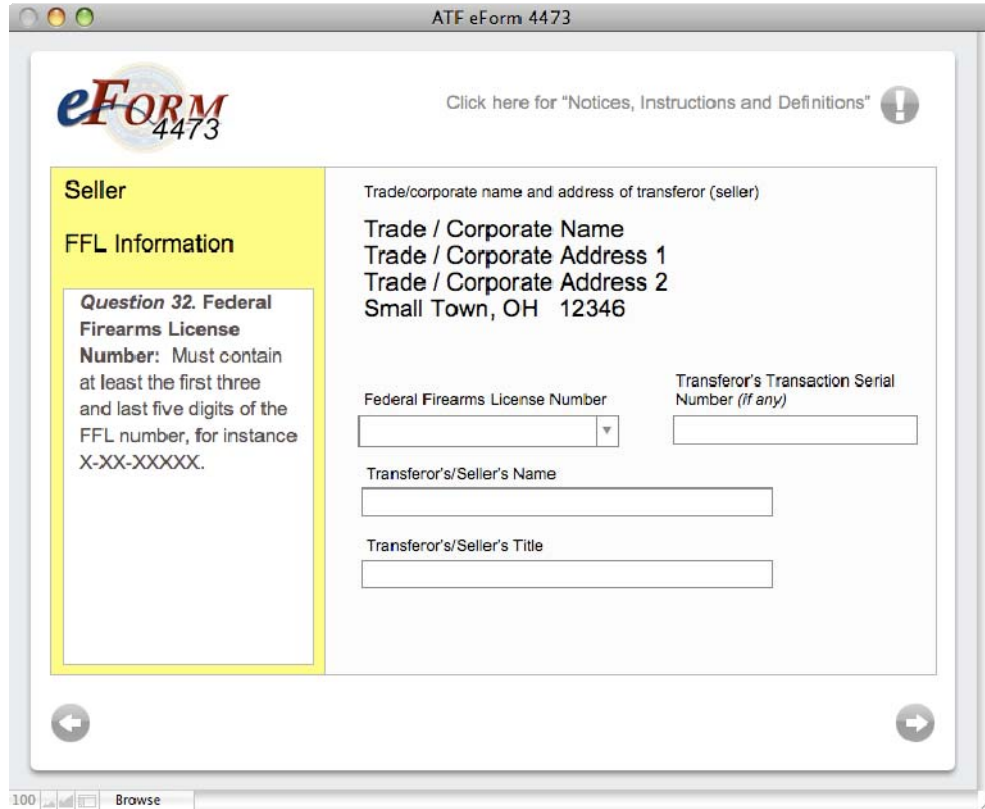 ATF eForm 4473
eFORM
4473
Click here for “Notices, Instructions and Definitions”
!
Seller
FFL Information
Question 32. Federal
Firearms License
Number: Must contain
at least the first three
and last five digits of the
FFL number, for instance
X-XX-XXXXX.
Trade/corporate name and address of transferor (seller)
Trade / Corporate Name
Trade / Corporate Address 1
Trade / Corporate Address 2
Small Town, OH 12346
Federal Firearms License Number
Transferor's Transaction Serial
Number (if any)
Transferor's/Seller's Name
Transferor's/Seller's Title
100
Browse